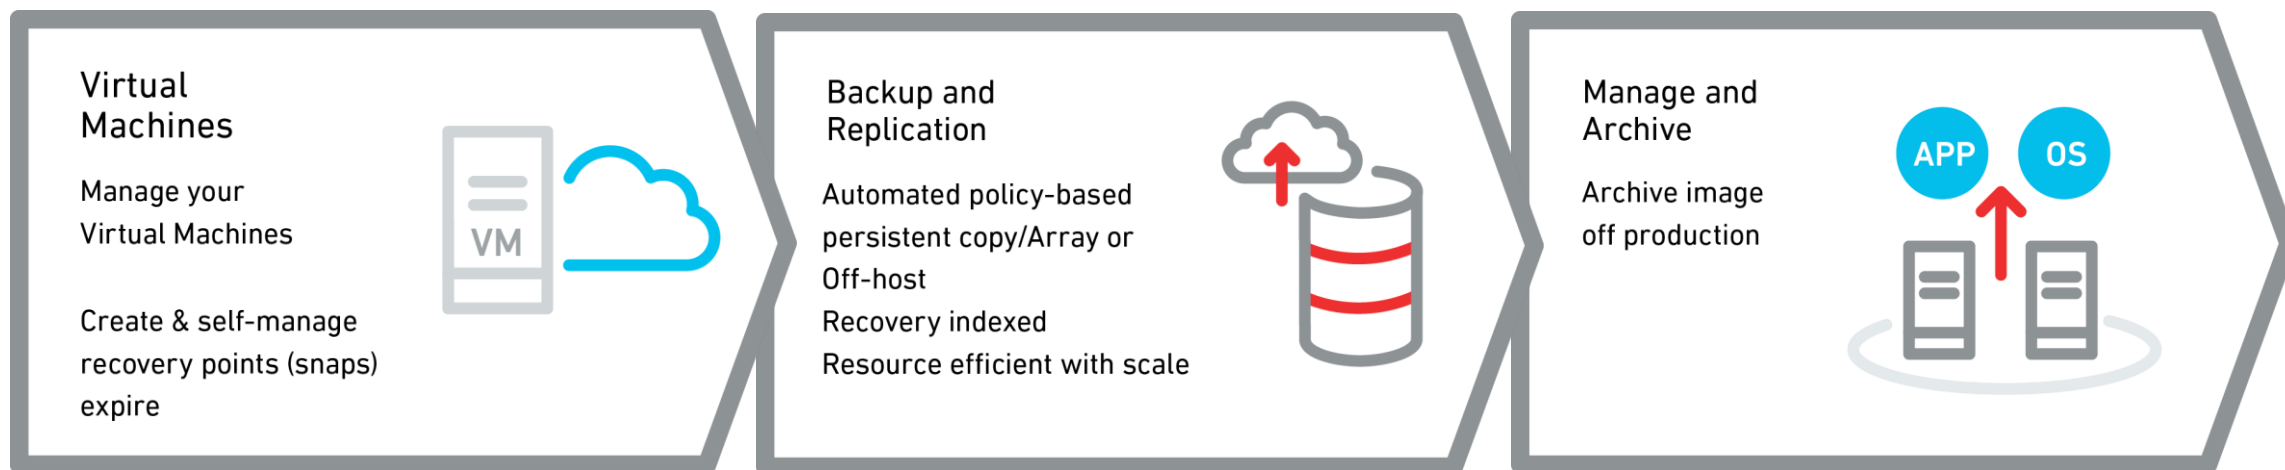 Virtual
Machines
Manage your
Virtual Machines
Create & self-manage
recovery points (snaps)
expire
VM
Backup and
Replication
Automated policy-based
persistent copy/Array or
Off-host
Recovery indexed
Resource efficient with scale
Manage and
Archive
Archive image
off production
APP
OS